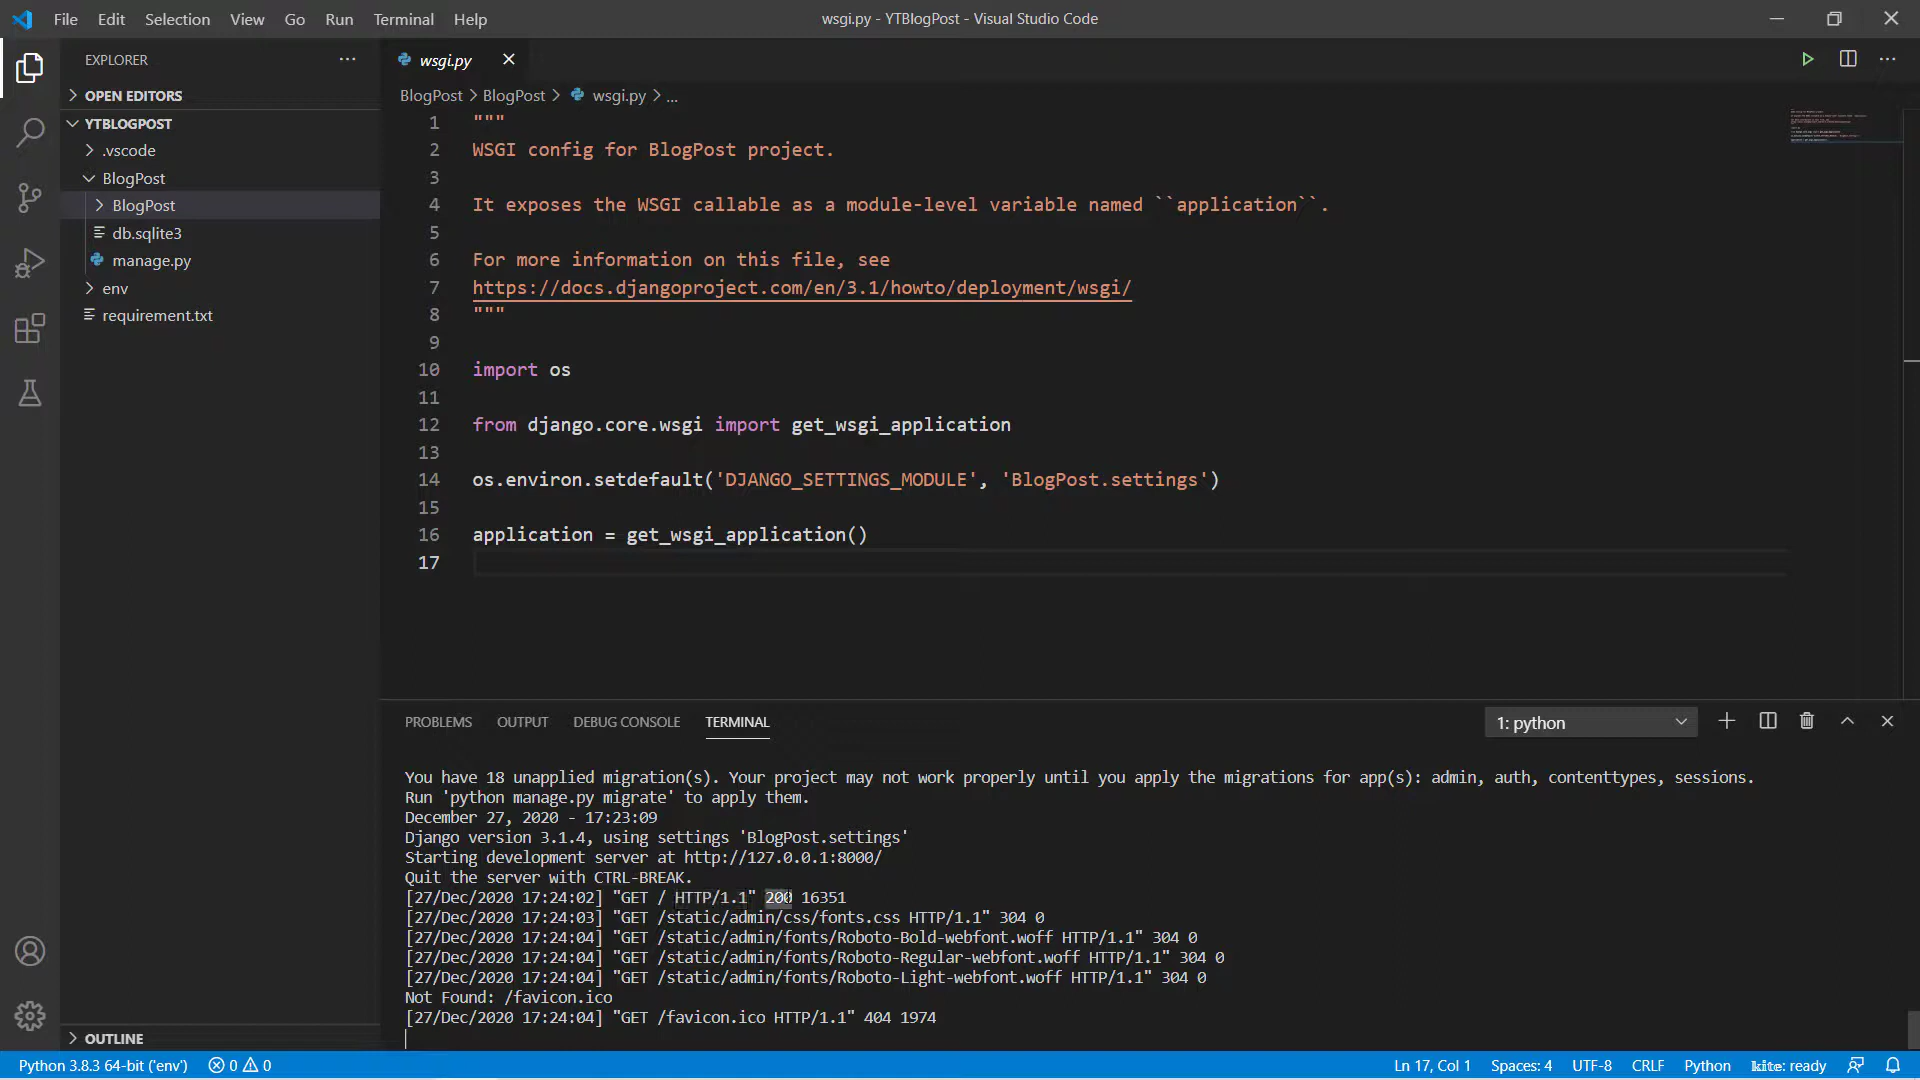 File Edit Selection View Go Run Terminal Help
wsgi.py - YTBlogPost - Visual Studio Code
EXPLORER
OPEN EDITORS
YTBLOGPOST
.vscode
BlogPost
BlogPost
db.sqlite3
manage.py
env
requirement.txt
OUTLINE
wsgi.py
BlogPost > BlogPost > wsgi.py > ...
1 """
2 WSGI config for BlogPost project.
3
4 It exposes the WSGI callable as a module-level variable named ``application``.
5
6 For more information on this file, see
7 https://docs.djangoproject.com/en/3.1/howto/deployment/wsgi/
8 """
9
10 import os
11
12 from django.core.wsgi import get_wsgi_application
13
14 os.environ.setdefault('DJANGO_SETTINGS_MODULE', 'BlogPost.settings')
15
16 application = get_wsgi_application()
17
PROBLEMS OUTPUT DEBUG CONSOLE TERMINAL
1: python
You have 18 unapplied migration(s). Your project may not work properly until you apply the migrations for app(s): admin, auth, contenttypes, sessions.
Run 'python manage.py migrate' to apply them.
December 27, 2020 - 17:23:09
Django version 3.1.4, using settings 'BlogPost.settings'
Starting development server at http://127.0.0.1:8000/
Quit the server with CTRL-BREAK.
[27/Dec/2020 17:24:02] "GET / HTTP/1.1" 200 16351
[27/Dec/2020 17:24:03] "GET /static/admin/css/fonts.css HTTP/1.1" 304 0
[27/Dec/2020 17:24:04] "GET /static/admin/fonts/Roboto-Bold-webfont.woff HTTP/1.1" 304 0
[27/Dec/2020 17:24:04] "GET /static/admin/fonts/Roboto-Regular-webfont.woff HTTP/1.1" 304 0
[27/Dec/2020 17:24:04] "GET /static/admin/fonts/Roboto-Light-webfont.woff HTTP/1.1" 304 0
Not Found: /favicon.ico
[27/Dec/2020 17:24:04] "GET /favicon.ico HTTP/1.1" 404 1974
Python 3.8.3 64-bit ('env') 0 0
Ln 17, Col 1 Spaces: 4 UTF-8 CRLF Python kite: ready